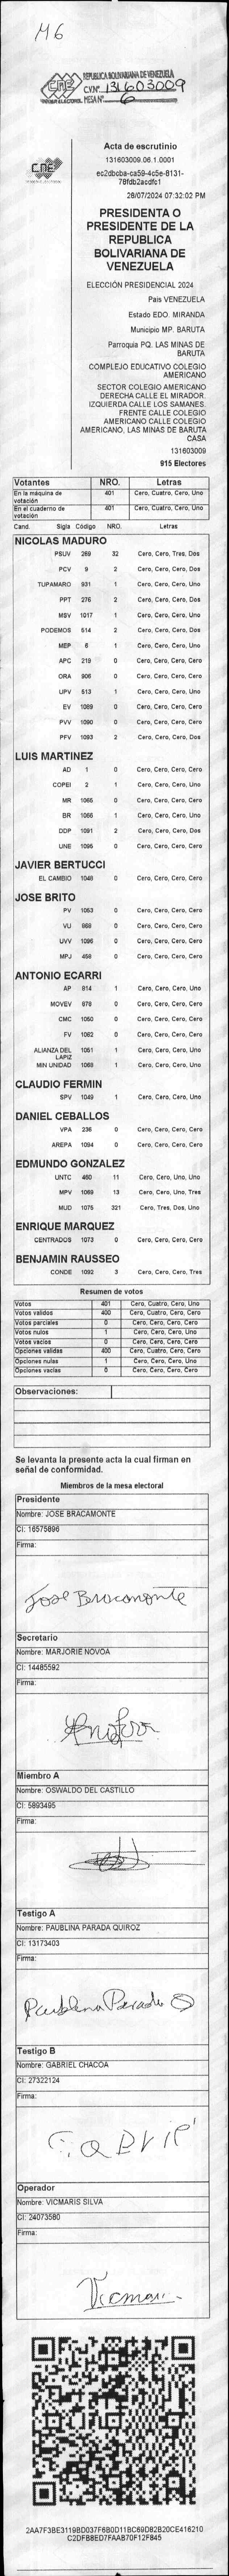 M6
REPUBLICA BOLIVARIANA DE VENEZUELA
CNE
C.V.Nº 131603009
PODER ELECTORAL MESA Nº 6
CNE
Acta de escrutinio
131603009.06.1.0001
ec2dboba-ca59-4c5e-8131-
78fdb2acdfc1
28/07/2024 07:32:02 PM
PRESIDENTA O
PRESIDENTE DE LA
REPUBLICA
BOLIVARIANA DE
VENEZUELA
ELECCIÓN PRESIDENCIAL 2024
Pais VENEZUELA
Estado EDO. MIRANDA
Municipio MP. BARUTA
Parroquia PQ. LAS MINAS DE
BARUTA
COMPLEJO EDUCATIVO COLEGIO
AMERICANO
SECTOR COLEGIO AMERICANO
DERECHA CALLE EL MIRADOR.
IZQUIERDA CALLE LOS SAMANES.
FRENTE CALLE COLEGIO
AMERICANO CALLE COLEGIO
AMERICANO, LAS MINAS DE BARUTA
CASA
131603009
915 Electores
Votantes NRO. Letras
En la máquina de votación 401 Cero, Cuatro, Cero, Uno
En el cuaderno de votación 401 Cero, Cuatro, Cero, Uno
Cand. Sigla Código NRO. Letras
NICOLAS MADURO
PSUV 269 32 Cero, Cero, Tres, Dos
PCV 9 2 Cero, Cero, Cero, Dos
TUPAMARO 931 1 Cero, Cero, Cero, Uno
PPT 276 2 Cero, Cero, Cero, Dos
MSV 1017 1 Cero, Cero, Cero, Uno
PODEMOS 514 2 Cero, Cero, Cero, Dos
MEP 6 1 Cero, Cero, Cero, Uno
APC 219 0 Cero, Cero, Cero, Cero
ORA 906 0 Cero, Cero, Cero, Cero
UPV 513 1 Cero, Cero, Cero, Uno
EV 1089 0 Cero, Cero, Cero, Cero
PVV 1090 0 Cero, Cero, Cero, Cero
PFV 1093 2 Cero, Cero, Cero, Dos
LUIS MARTINEZ
AD 1 0 Cero, Cero, Cero, Cero
COPEI 2 1 Cero, Cero, Cero, Uno
MR 1065 0 Cero, Cero, Cero, Cero
BR 1066 1 Cero, Cero, Cero, Uno
DDP 1091 2 Cero, Cero, Cero, Dos
UNE 1095 0 Cero, Cero, Cero, Cero
JAVIER BERTUCCI
EL CAMBIO 1048 0 Cero, Cero, Cero, Cero
JOSE BRITO
PV 1053 0 Cero, Cero, Cero, Cero
VU 868 0 Cero, Cero, Cero, Cero
UVV 1096 0 Cero, Cero, Cero, Cero
MPJ 458 0 Cero, Cero, Cero, Cero
ANTONIO ECARRI
AP 814 1 Cero, Cero, Cero, Uno
MOVEV 878 0 Cero, Cero, Cero, Cero
CMC 1050 0 Cero, Cero, Cero, Cero
FV 1062 0 Cero, Cero, Cero, Cero
ALIANZA DEL LAPIZ 1051 1 Cero, Cero, Cero, Uno
MIN UNIDAD 1068 1 Cero, Cero, Cero, Uno
CLAUDIO FERMIN
SPV 1049 1 Cero, Cero, Cero, Uno
DANIEL CEBALLOS
VPA 236 0 Cero, Cero, Cero, Cero
AREPA 1094 0 Cero, Cero, Cero, Cero
EDMUNDO GONZALEZ
UNTC 460 11 Cero, Cero, Uno, Uno
MPV 1069 13 Cero, Cero, Uno, Tres
MUD 1075 321 Cero, Tres, Dos, Uno
ENRIQUE MARQUEZ
CENTRADOS 1073 0 Cero, Cero, Cero, Cero
BENJAMIN RAUSSEO
CONDE 1092 3 Cero, Cero, Cero, Tres
Resumen de votos
Votos 401 Cero, Cuatro, Cero, Uno
Votos validos 400 Cero, Cuatro, Cero, Cero
Votos parciales 0 Cero, Cero, Cero, Cero
Votos nulos 1 Cero, Cero, Cero, Uno
Votos vacios 0 Cero, Cero, Cero, Cero
Opciones validas 400 Cero, Cuatro, Cero, Cero
Opciones nulas 1 Cero, Cero, Cero, Uno
Opciones vacias 0 Cero, Cero, Cero, Cero
Observaciones:
Se levanta la presente acta la cual firman en
señal de conformidad.
Miembros de la mesa electoral
Presidente
Nombre: JOSE BRACAMONTE
CI: 16575896
Firma:
Jose Bracamonte
Secretario
Nombre: MARJORIE NOVOA
CI: 14485592
Firma:
Miembro A
Nombre: OSWALDO DEL CASTILLO
CI: 5893495
Firma:
Testigo A
Nombre: PAUBLINA PARADA QUIROZ
CI: 13173403
Firma:
Paublina Parada Q
Testigo B
Nombre: GABRIEL CHACOA
CI: 27322124
Firma:
Operador
Nombre: VICMARIS SILVA
CI: 24073580
Firma:
2AA7F3BE3119BD037F6B0D11BC69D82B20CE416210
C2DFB8ED7FAAB70F12F845